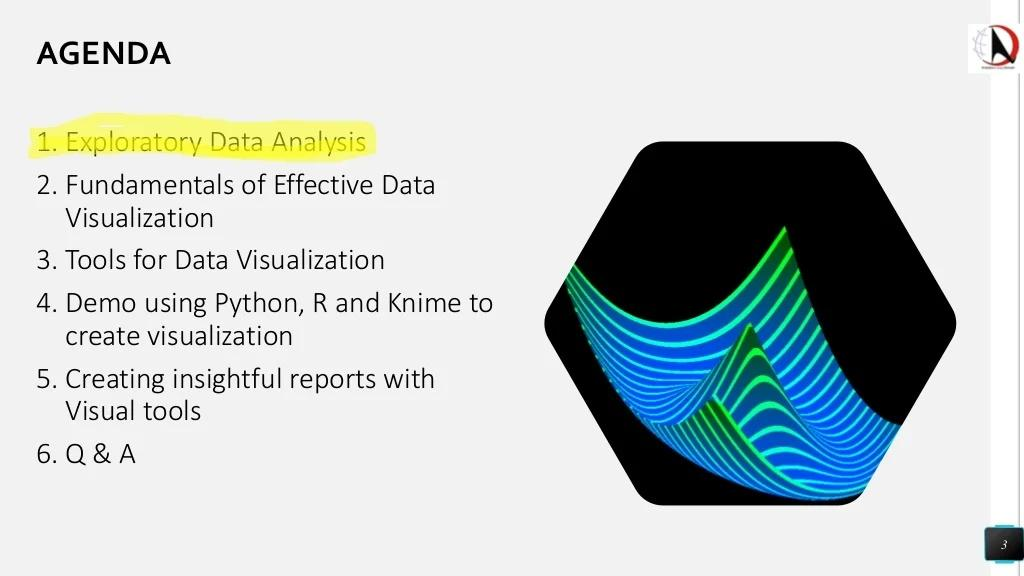 AGENDA
1. Exploratory Data Analysis
2. Fundamentals of Effective Data
Visualization
3. Tools for Data Visualization
4. Demo using Python, R and Knime to
create visualization
5. Creating insightful reports with
Visual tools
6. Q & A
3